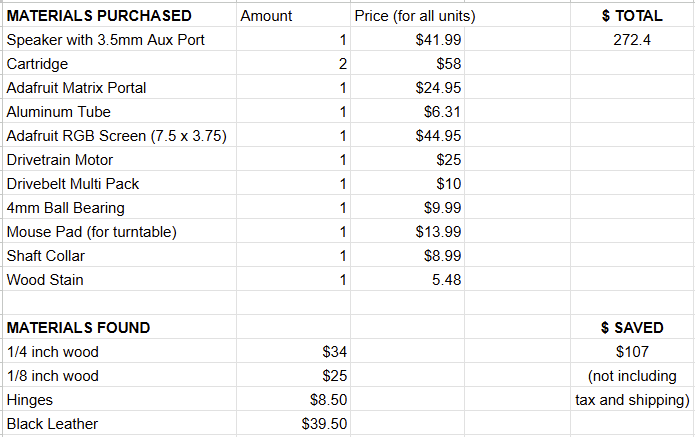 MATERIALS PURCHASED Amount Price (for all units) $ TOTAL
Speaker with 3.5mm Aux Port 1 $41.99 272.4
Cartridge 2 $58
Adafruit Matrix Portal 1 $24.95
Aluminum Tube 1 $6.31
Adafruit RGB Screen (7.5 x 3.75) 1 $44.95
Drivetrain Motor 1 $25
Drivebelt Multi Pack 1 $10
4mm Ball Bearing 1 $9.99
Mouse Pad (for turntable) 1 $13.99
Shaft Collar 1 $8.99
Wood Stain 1 5.48
MATERIALS FOUND $ SAVED
1/4 inch wood $34 $107
1/8 inch wood $25 (not including
Hinges $8.50 tax and shipping)
Black Leather $39.50